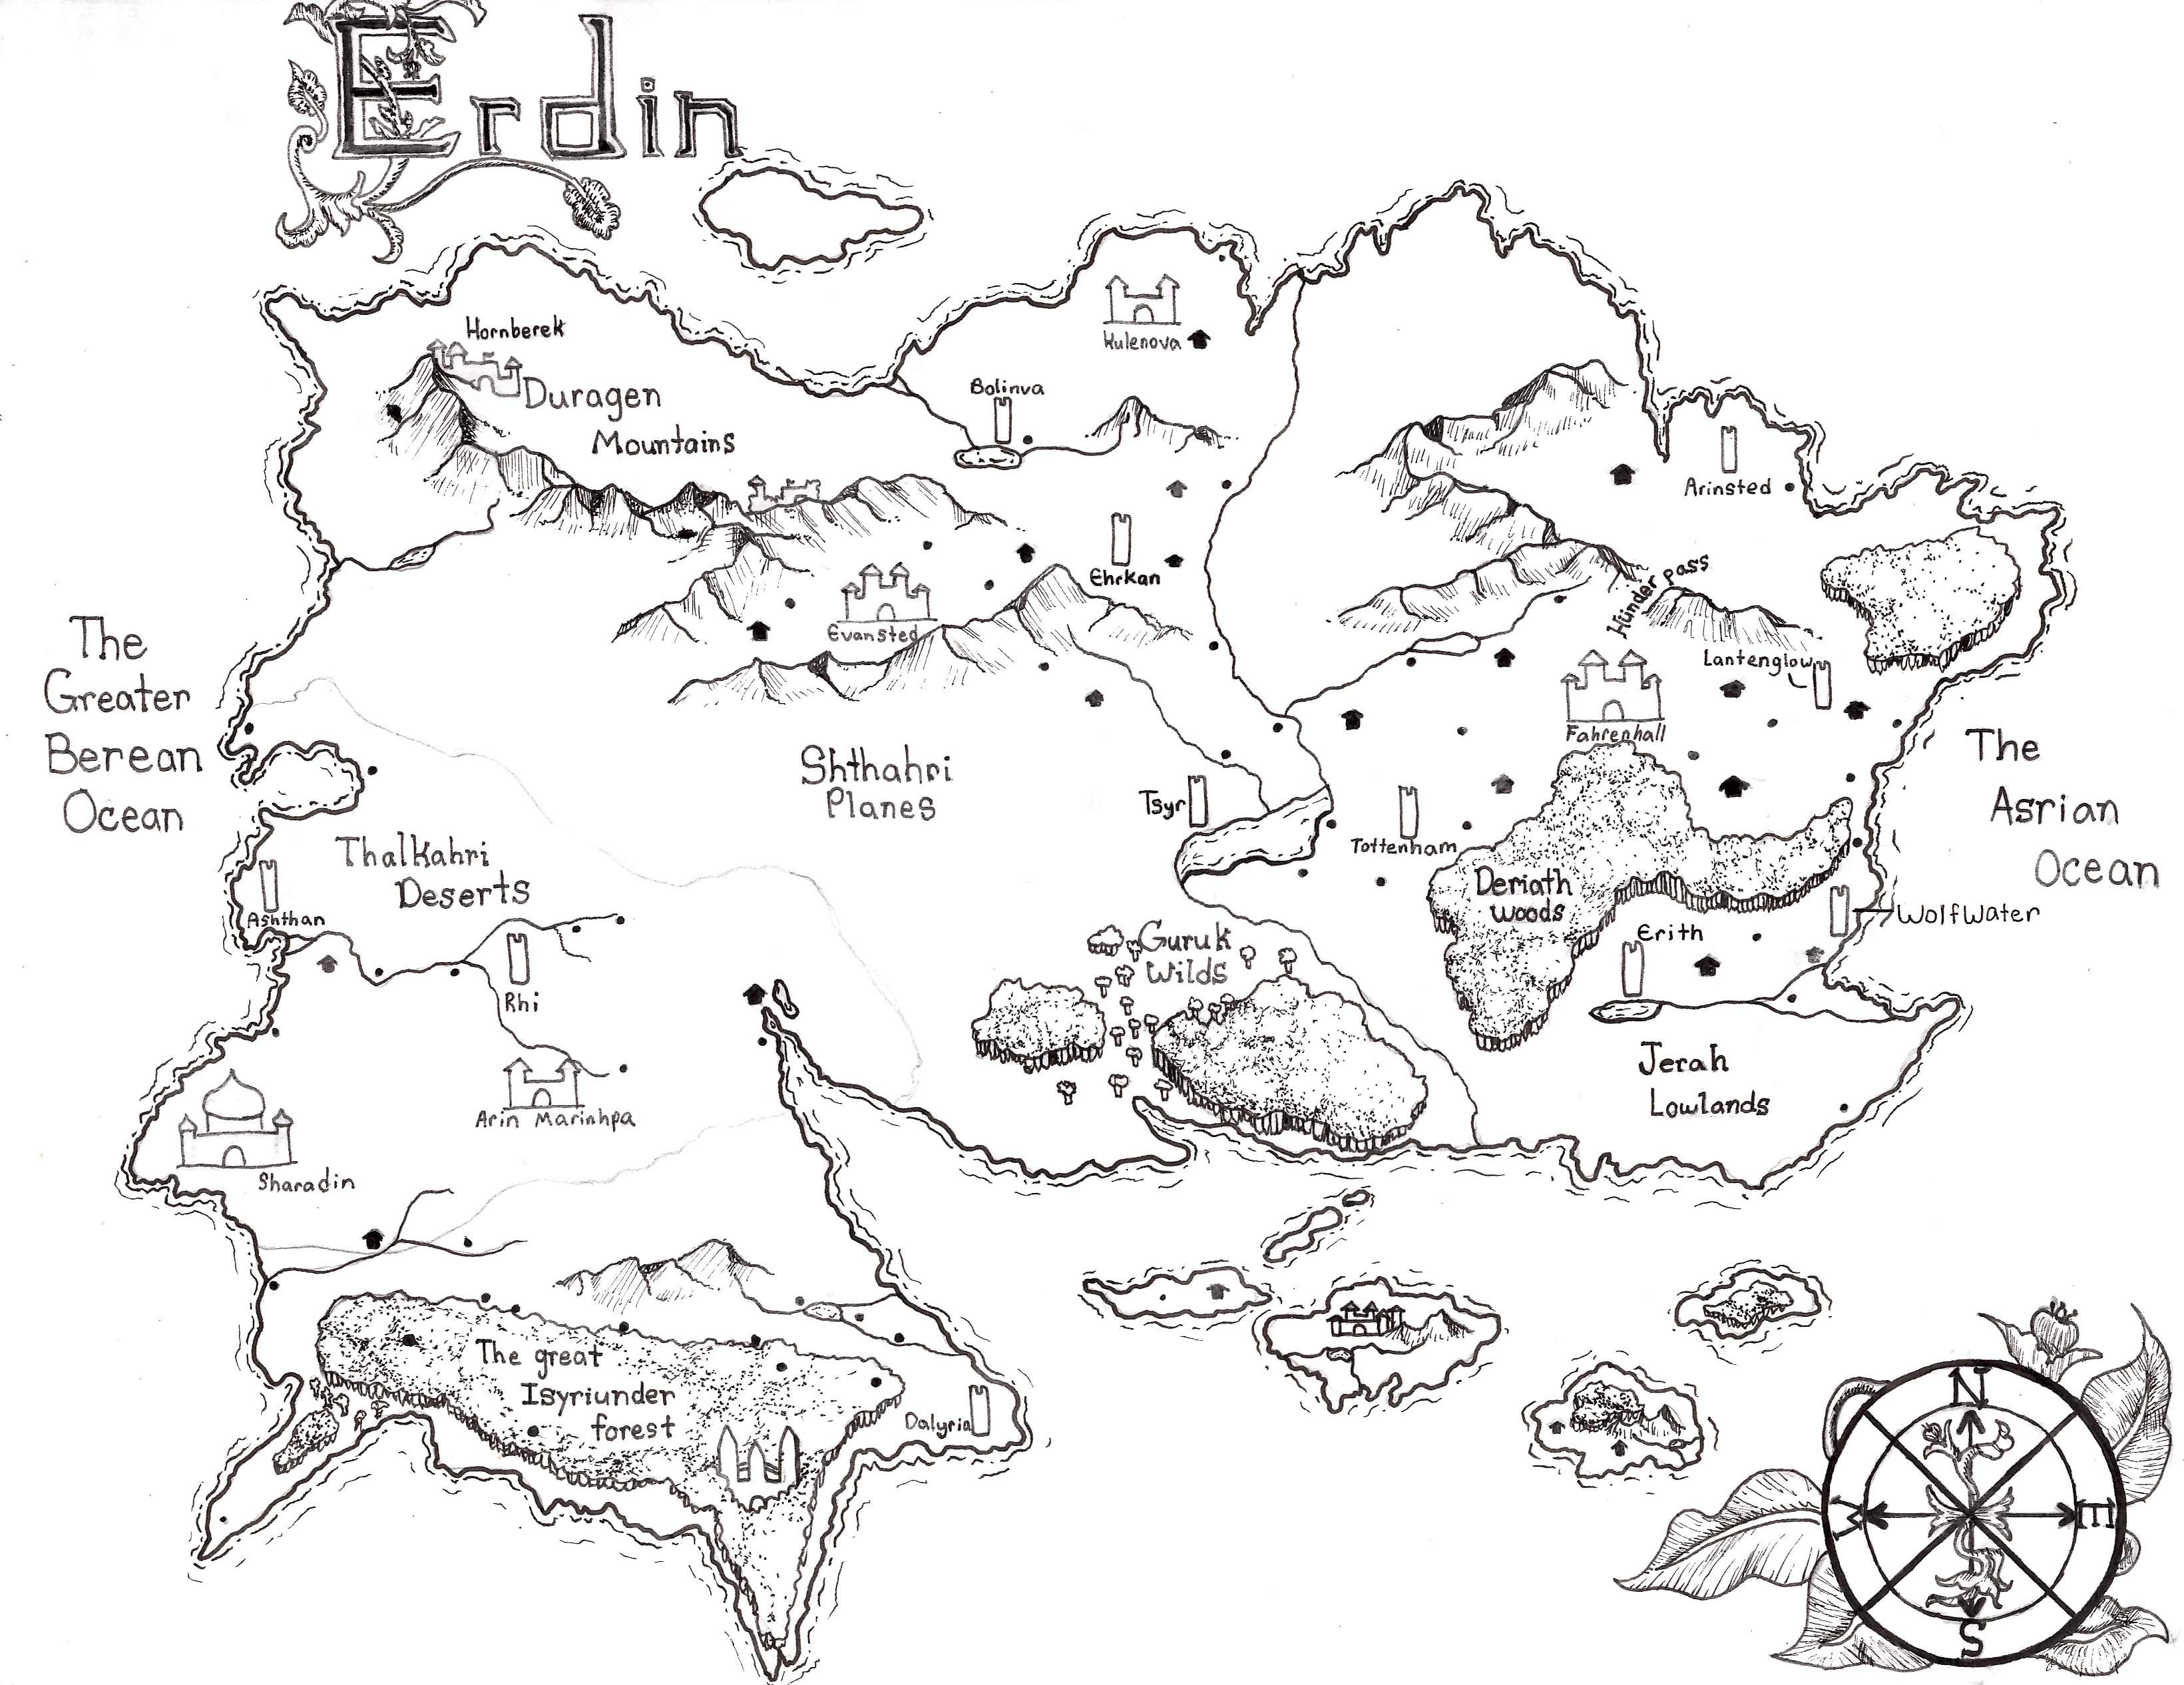 Erdin
Hornberek
Duragen
Mountains
Kulenova
Bolinva
Arinsted
Ehrkan
Evansted
Hünder pass
Lantenglow
Fahrenhall
The
Greater
Berean
Ocean
Shthahri
Planes
Tsyr
Tottenham
The
Asrian
Ocean
Thalkahri
Deserts
Ashthan
Rhi
Deriath
Woods
WolfWater
Erith
Guruk
Wilds
Arin Marinhpa
Sharadin
Jerah
Lowlands
The great
Isyriunder
forest
Dalyria
N
W
E
S